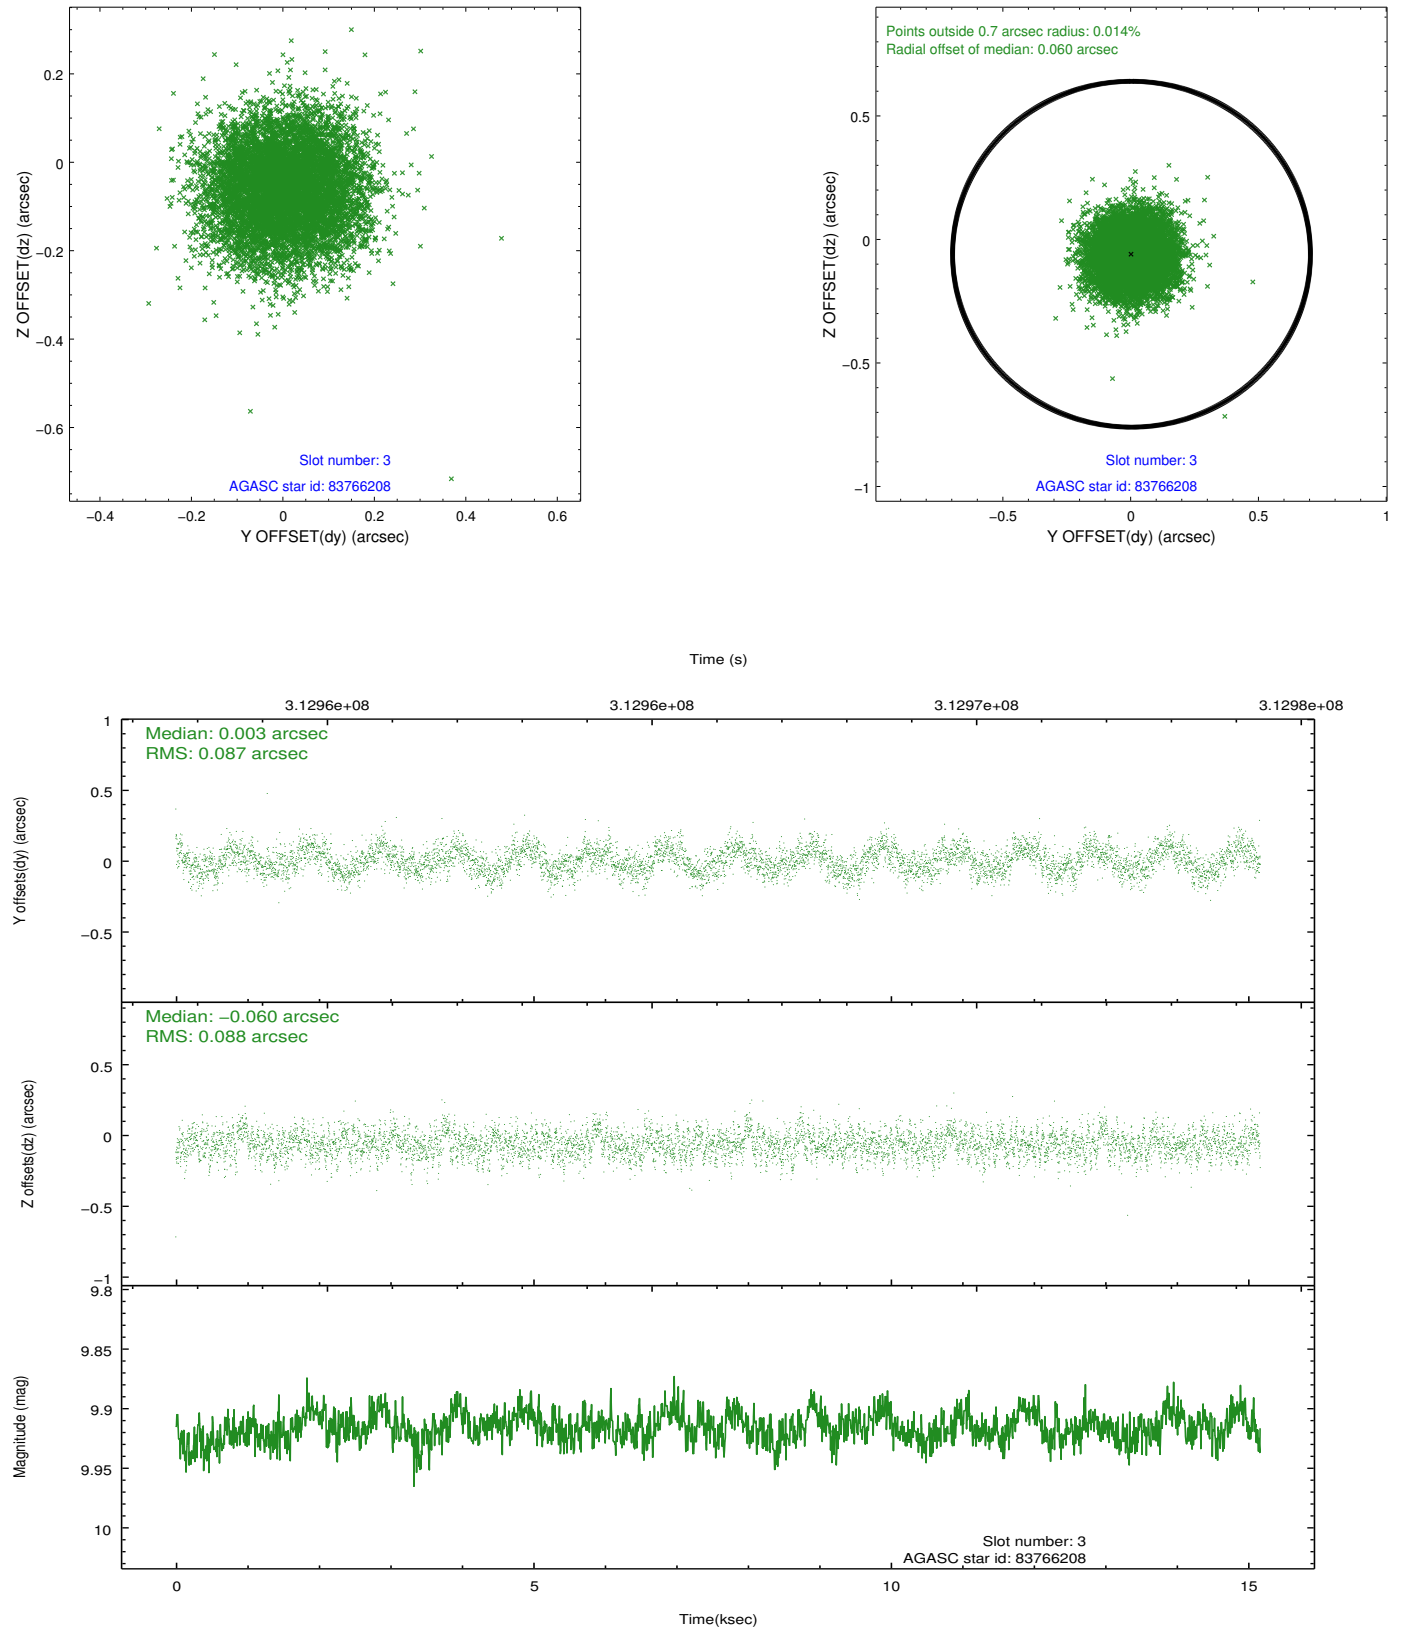 0.2
0
−0.2
−0.4
−0.6
Z OFFSET(dz) (arcsec)
Slot number: 3
AGASC star id: 83766208
−0.4
−0.2
0
0.2
0.4
0.6
Y OFFSET(dy) (arcsec)
Points outside 0.7 arcsec radius: 0.014%
Radial offset of median: 0.060 arcsec
0.5
0
−0.5
−1
Z OFFSET(dz) (arcsec)
Slot number: 3
AGASC star id: 83766208
−0.5
0
0.5
1
Y OFFSET(dy) (arcsec)
Time (s)
3.1296e+08
3.1296e+08
3.1297e+08
3.1298e+08
Median: 0.003 arcsec
RMS: 0.087 arcsec
1
0.5
0
−0.5
Y offsets(dy) (arcsec)
Median: −0.060 arcsec
RMS: 0.088 arcsec
0.5
0
−0.5
−1
Z offsets(dz) (arcsec)
9.8
9.85
9.9
9.95
10
Magnitude (mag)
Slot number: 3
AGASC star id: 83766208
0
5
10
15
Time(ksec)